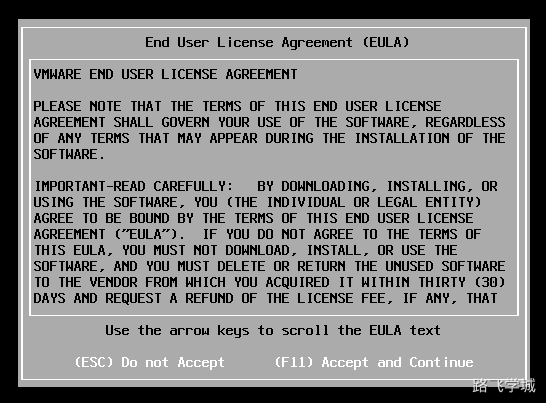 End User License Agreement (EULA)
VMWARE END USER LICENSE AGREEMENT
PLEASE NOTE THAT THE TERMS OF THIS END USER LICENSE
AGREEMENT SHALL GOVERN YOUR USE OF THE SOFTWARE, REGARDLESS
OF ANY TERMS THAT MAY APPEAR DURING THE INSTALLATION OF THE
SOFTWARE.
IMPORTANT-READ CAREFULLY:   BY DOWNLOADING, INSTALLING, OR
USING THE SOFTWARE, YOU (THE INDIVIDUAL OR LEGAL ENTITY)
AGREE TO BE BOUND BY THE TERMS OF THIS END USER LICENSE
AGREEMENT ("EULA").  IF YOU DO NOT AGREE TO THE TERMS OF
THIS EULA, YOU MUST NOT DOWNLOAD, INSTALL, OR USE THE
SOFTWARE, AND YOU MUST DELETE OR RETURN THE UNUSED SOFTWARE
TO THE VENDOR FROM WHICH YOU ACQUIRED IT WITHIN THIRTY (30)
DAYS AND REQUEST A REFUND OF THE LICENSE FEE, IF ANY, THAT
Use the arrow keys to scroll the EULA text
(ESC) Do not Accept      (F11) Accept and Continue
路飞学城